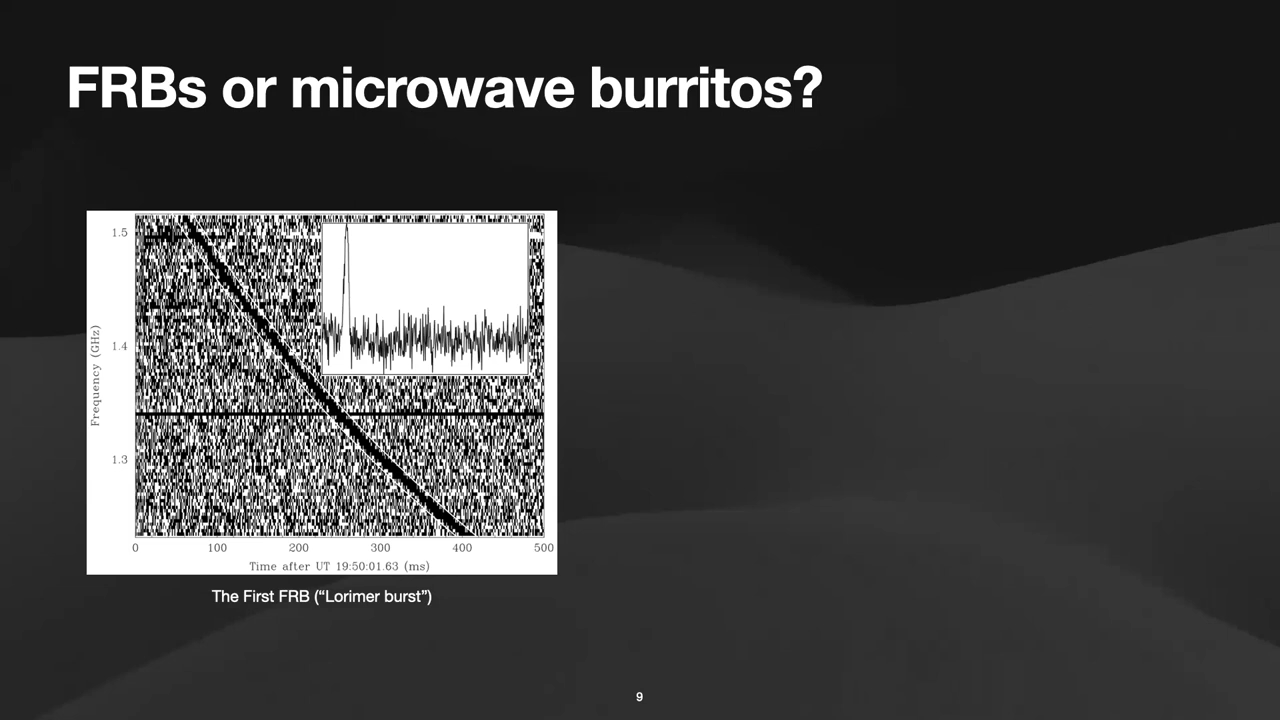 FRBs or microwave burritos?
1.5
1.4
1.3
Frequency (GHz)
0 100 200 300 400 500
Time after UT 19:50:01.63 (ms)
The First FRB (“Lorimer burst”)
9